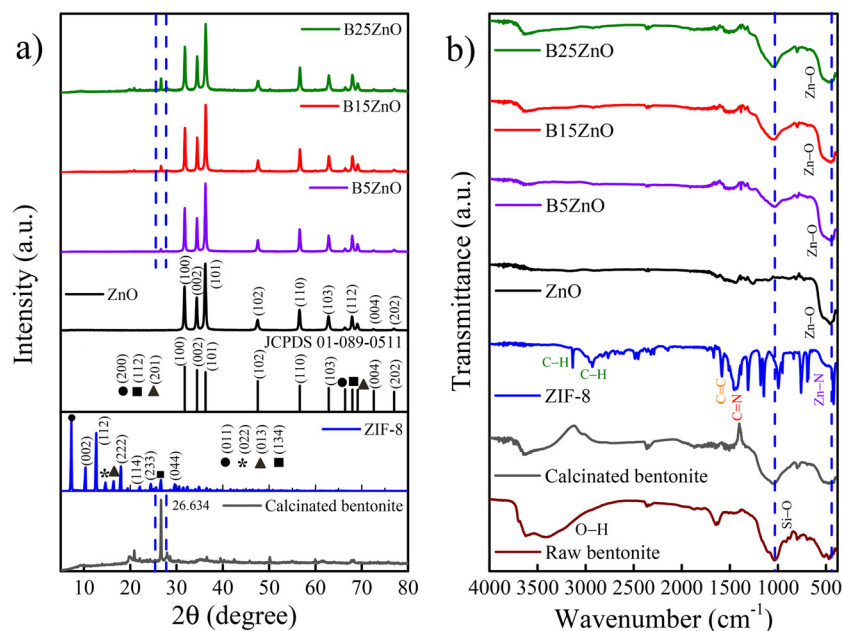 a)
B25ZnO
B15ZnO
B5ZnO
ZnO
(100)
(002)
(101)
(102)
(110)
(103)
(112)
(004)
(202)
JCPDS 01-089-0511
●(200)
■(112)
▲(201)
(100)
(002)
(101)
(102)
(110)
(103)
●
■
▲
(004)
(202)
ZIF-8
●
(002)
(112)
*
▲
(222)
(114)
(233)
■
(044)
●(011)
*(022)
▲(013)
■(134)
26.634
Calcinated bentonite
10 20 30 40 50 60 70 80
2θ (degree)
Intensity (a.u.)
b)
B25ZnO
Zn−O
B15ZnO
Zn−O
B5ZnO
Zn−O
ZnO
Zn−O
C−H
C−H
C=C
C=N
Zn−N
ZIF-8
Calcinated bentonite
O−H
Si−O
Raw bentonite
4000 3500 3000 2500 2000 1500 1000 500
Wavenumber (cm⁻¹)
Transmittance (a.u.)